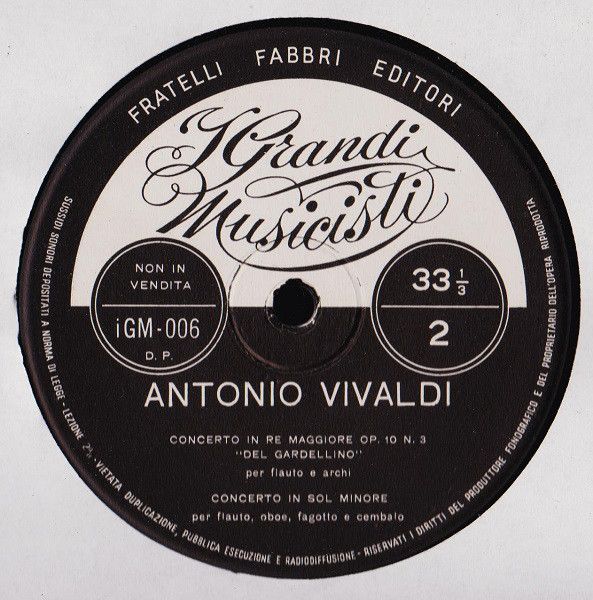 FRATELLI FABBRI EDITORI
I Grandi
Musicisti
NON IN
VENDITA
iGM-006
D. P.
33 1/3
2
ANTONIO VIVALDI
CONCERTO IN RE MAGGIORE OP. 10 N. 3
"DEL GARDELLINO"
per flauto e archi
CONCERTO IN SOL MINORE
per flauto, oboe, fagotto e cembalo
SUSSIDI SONORI DEPOSITATI A NORMA DI LEGGE - LEZIONE 2ª - VIETATA DUPLICAZIONE, PUBBLICA ESECUZIONE E RADIODIFFUSIONE - RISERVATI I DIRITTI DEL PRODUTTORE FONOGRAFICO E DEL PROPRIETARIO DELL'OPERA RIPRODOTTA